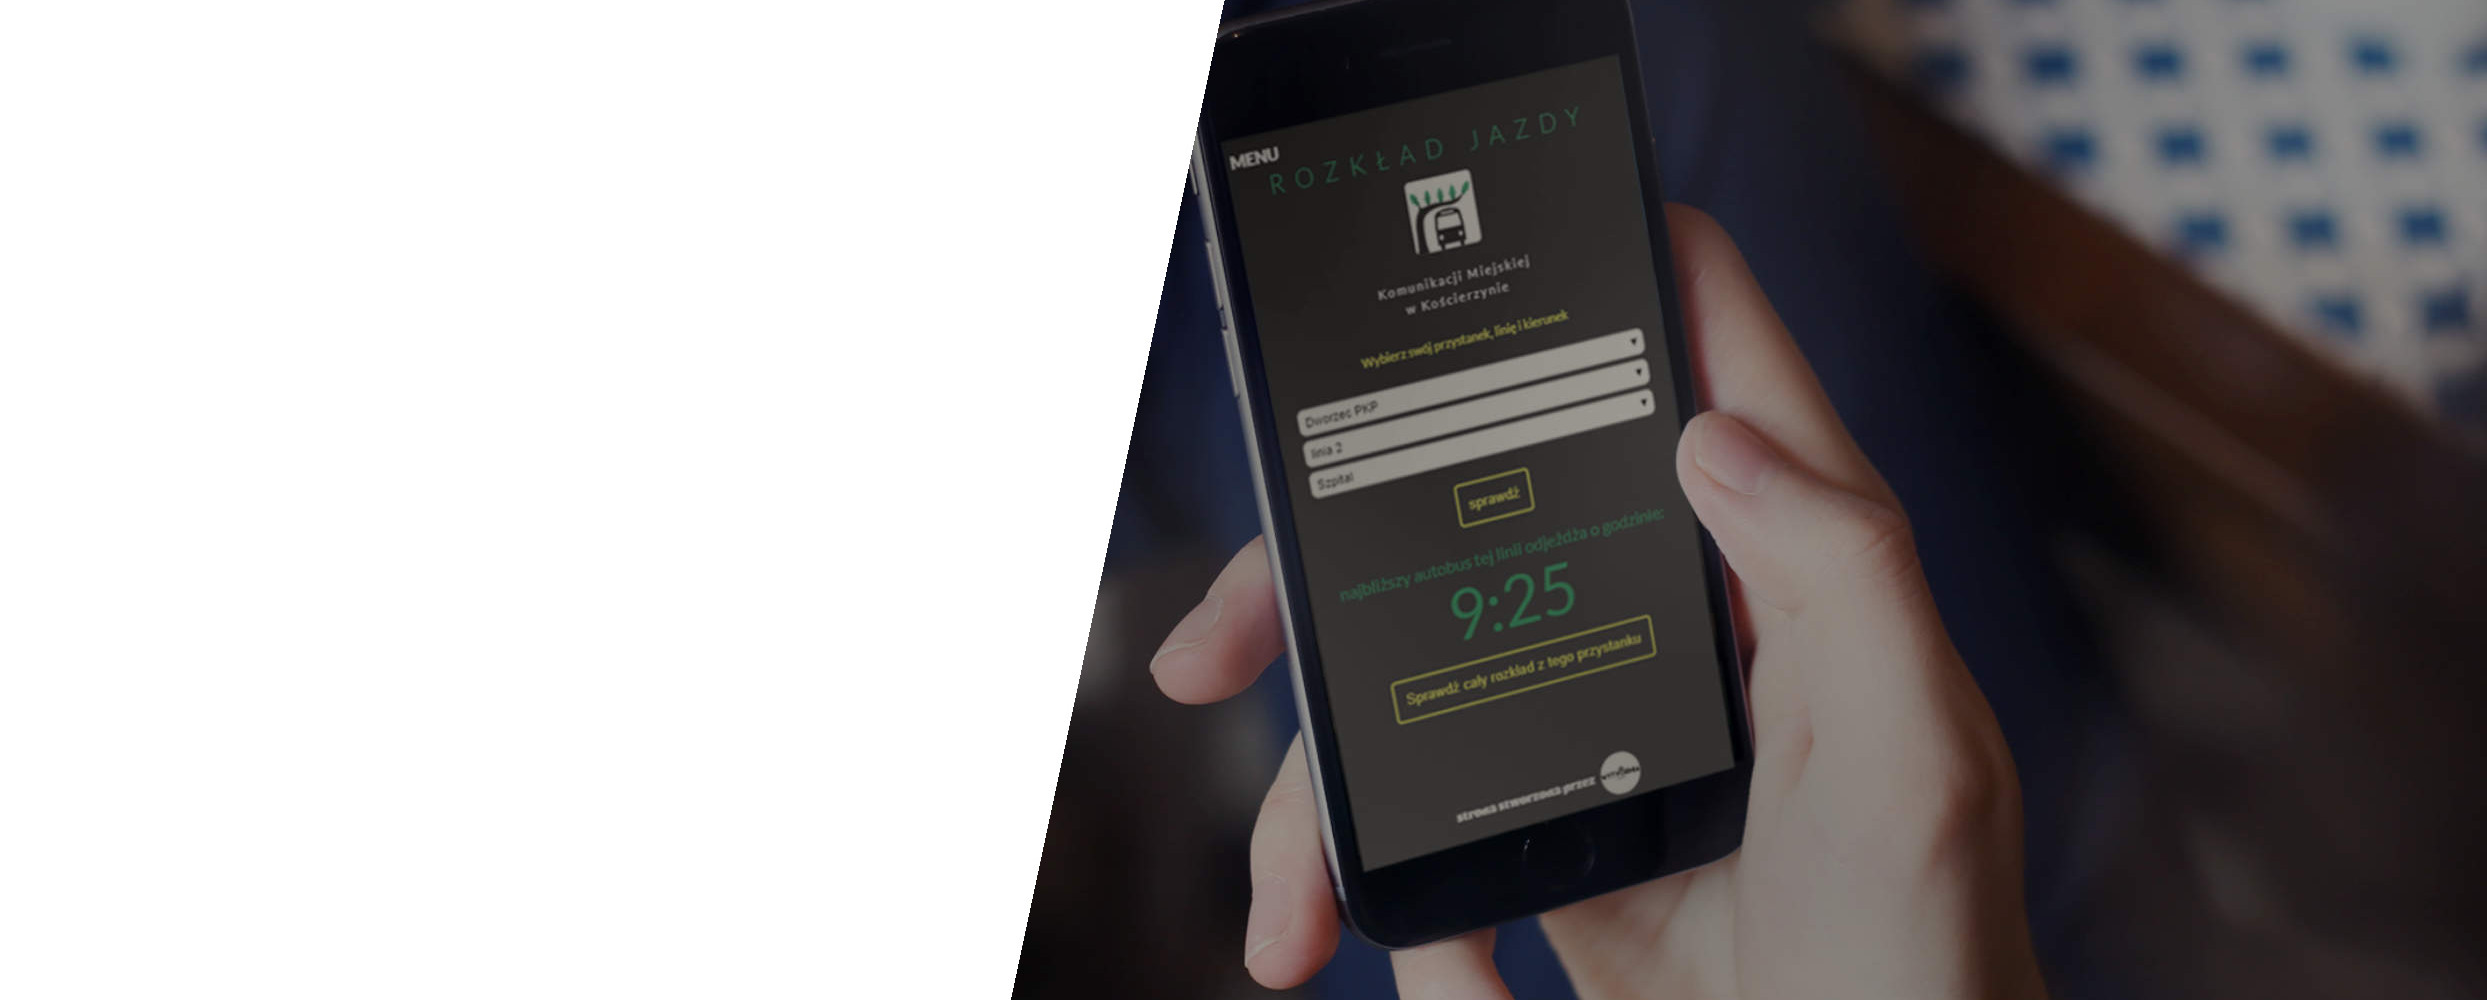 MENU
ROZKŁAD JAZDY
Komunikacji Miejskiej
w Kościerzynie
Wybierz swój przystanek, linię i kierunek
Dworzec PKP
linia 2
Szpital
sprawdź
najbliższy autobus tej linii odjeżdża o godzinie:
9:25
Sprawdź cały rozkład z tego przystanku
strona stworzona przez